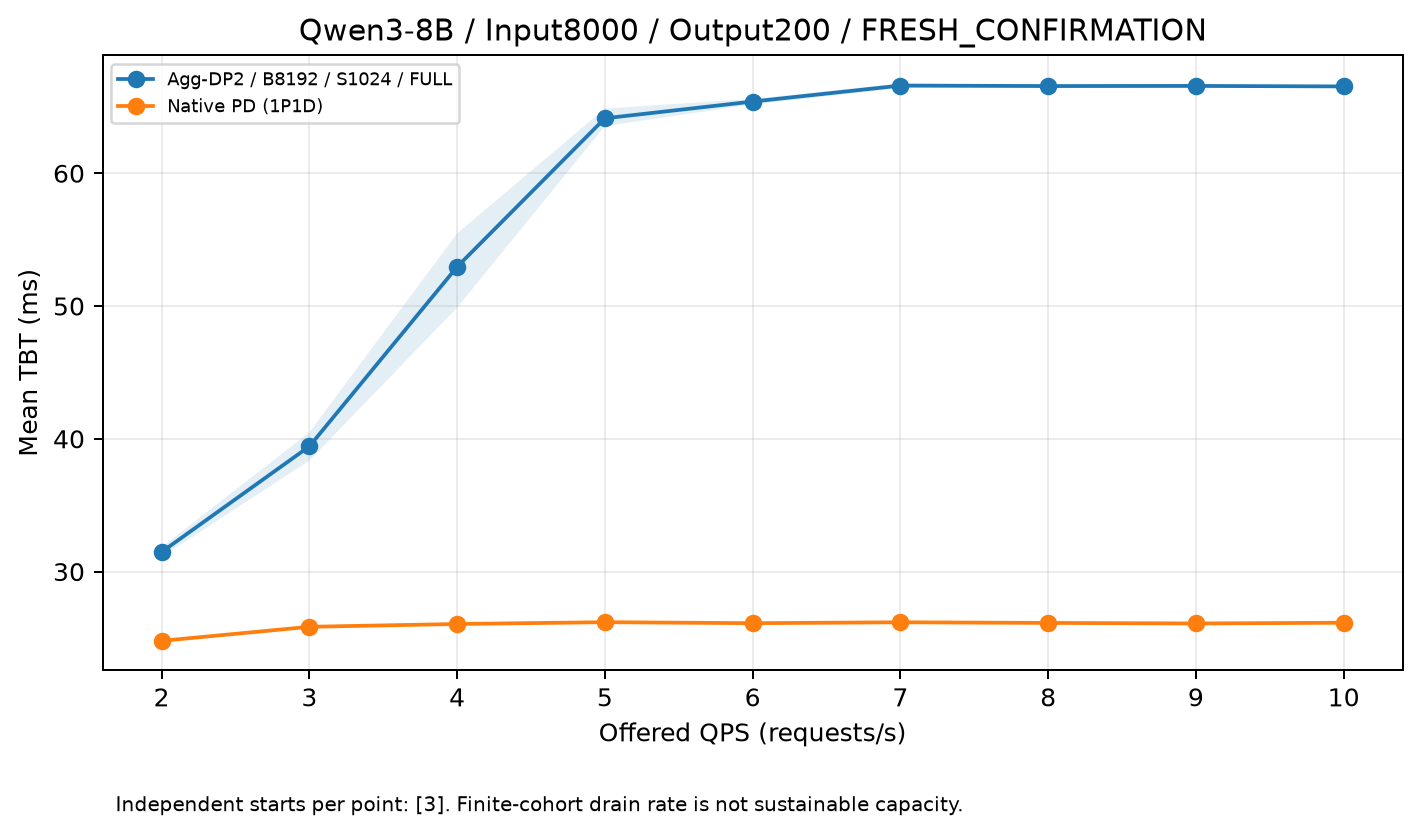 Qwen3-8B / Input8000 / Output200 / FRESH_CONFIRMATION
Agg-DP2 / B8192 / S1024 / FULL
Native PD (1P1D)
Mean TBT (ms)
60
50
40
30
2 3 4 5 6 7 8 9 10
Offered QPS (requests/s)
Independent starts per point: [3]. Finite-cohort drain rate is not sustainable capacity.